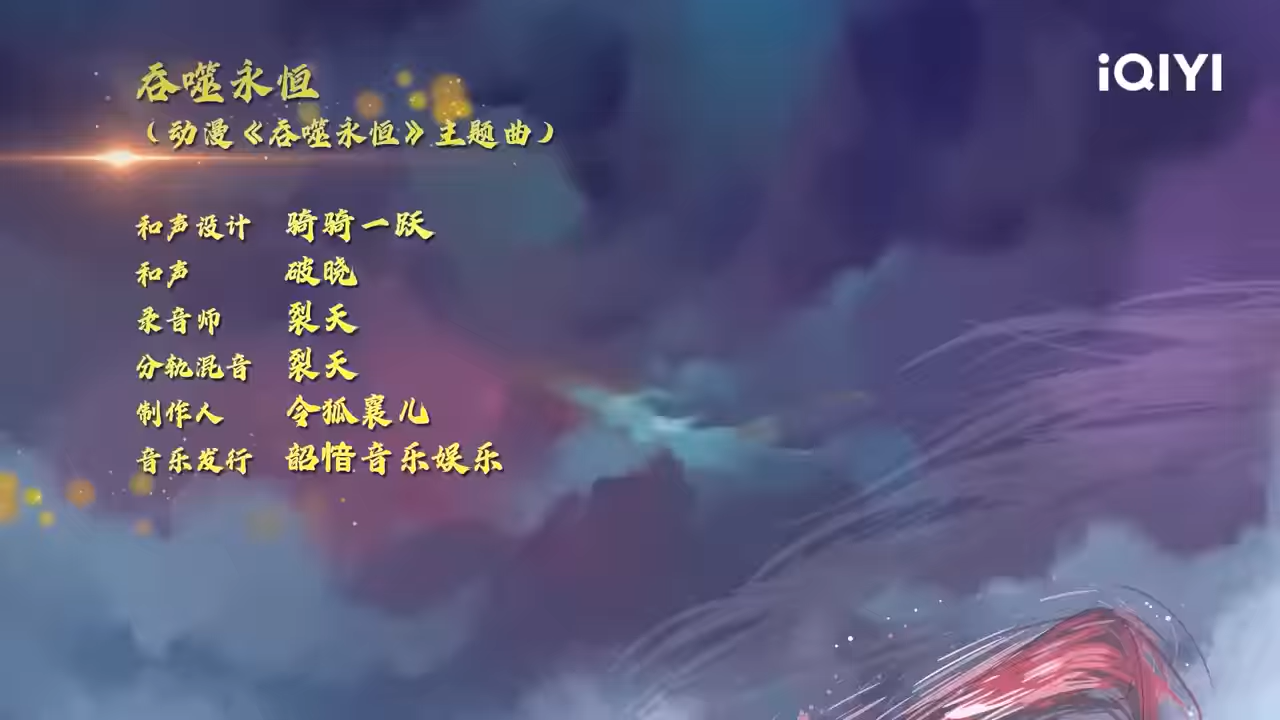 iQIYI
吞噬永恒
（动漫《吞噬永恒》主题曲）
和声设计 骑骑一跃
和声 破晓
录音师 裂天
分轨混音 裂天
制作人 令狐襄儿
音乐发行 韶愔音乐娱乐